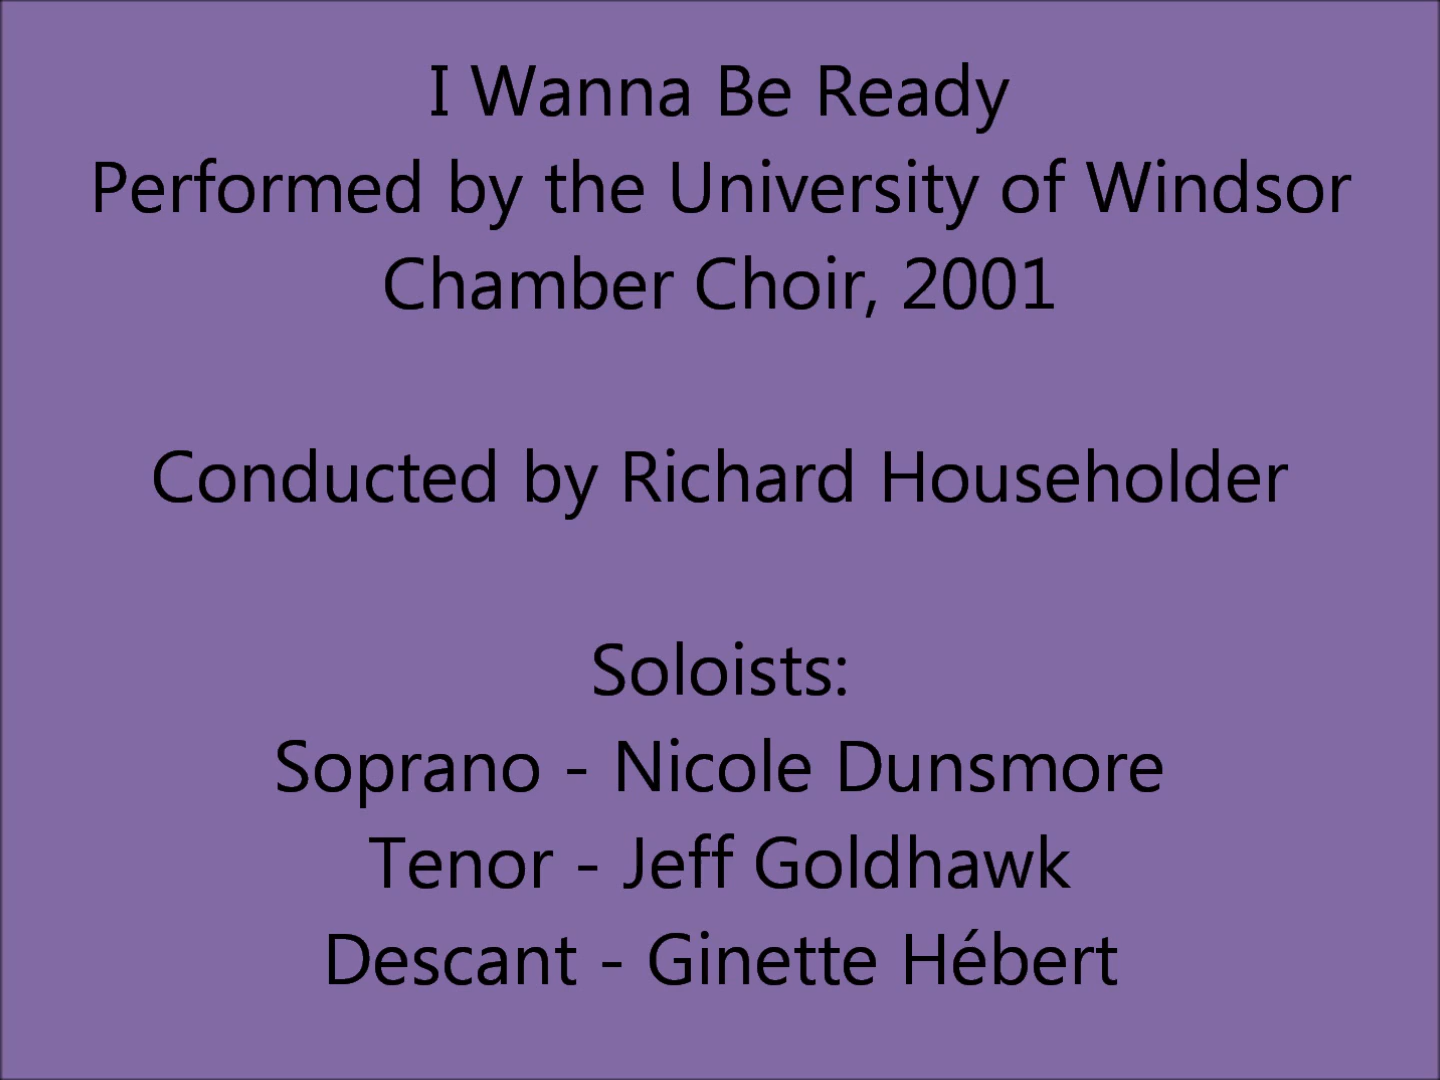 I Wanna Be Ready
Performed by the University of Windsor
Chamber Choir, 2001
Conducted by Richard Householder
Soloists:
Soprano - Nicole Dunsmore
Tenor - Jeff Goldhawk
Descant - Ginette Hébert